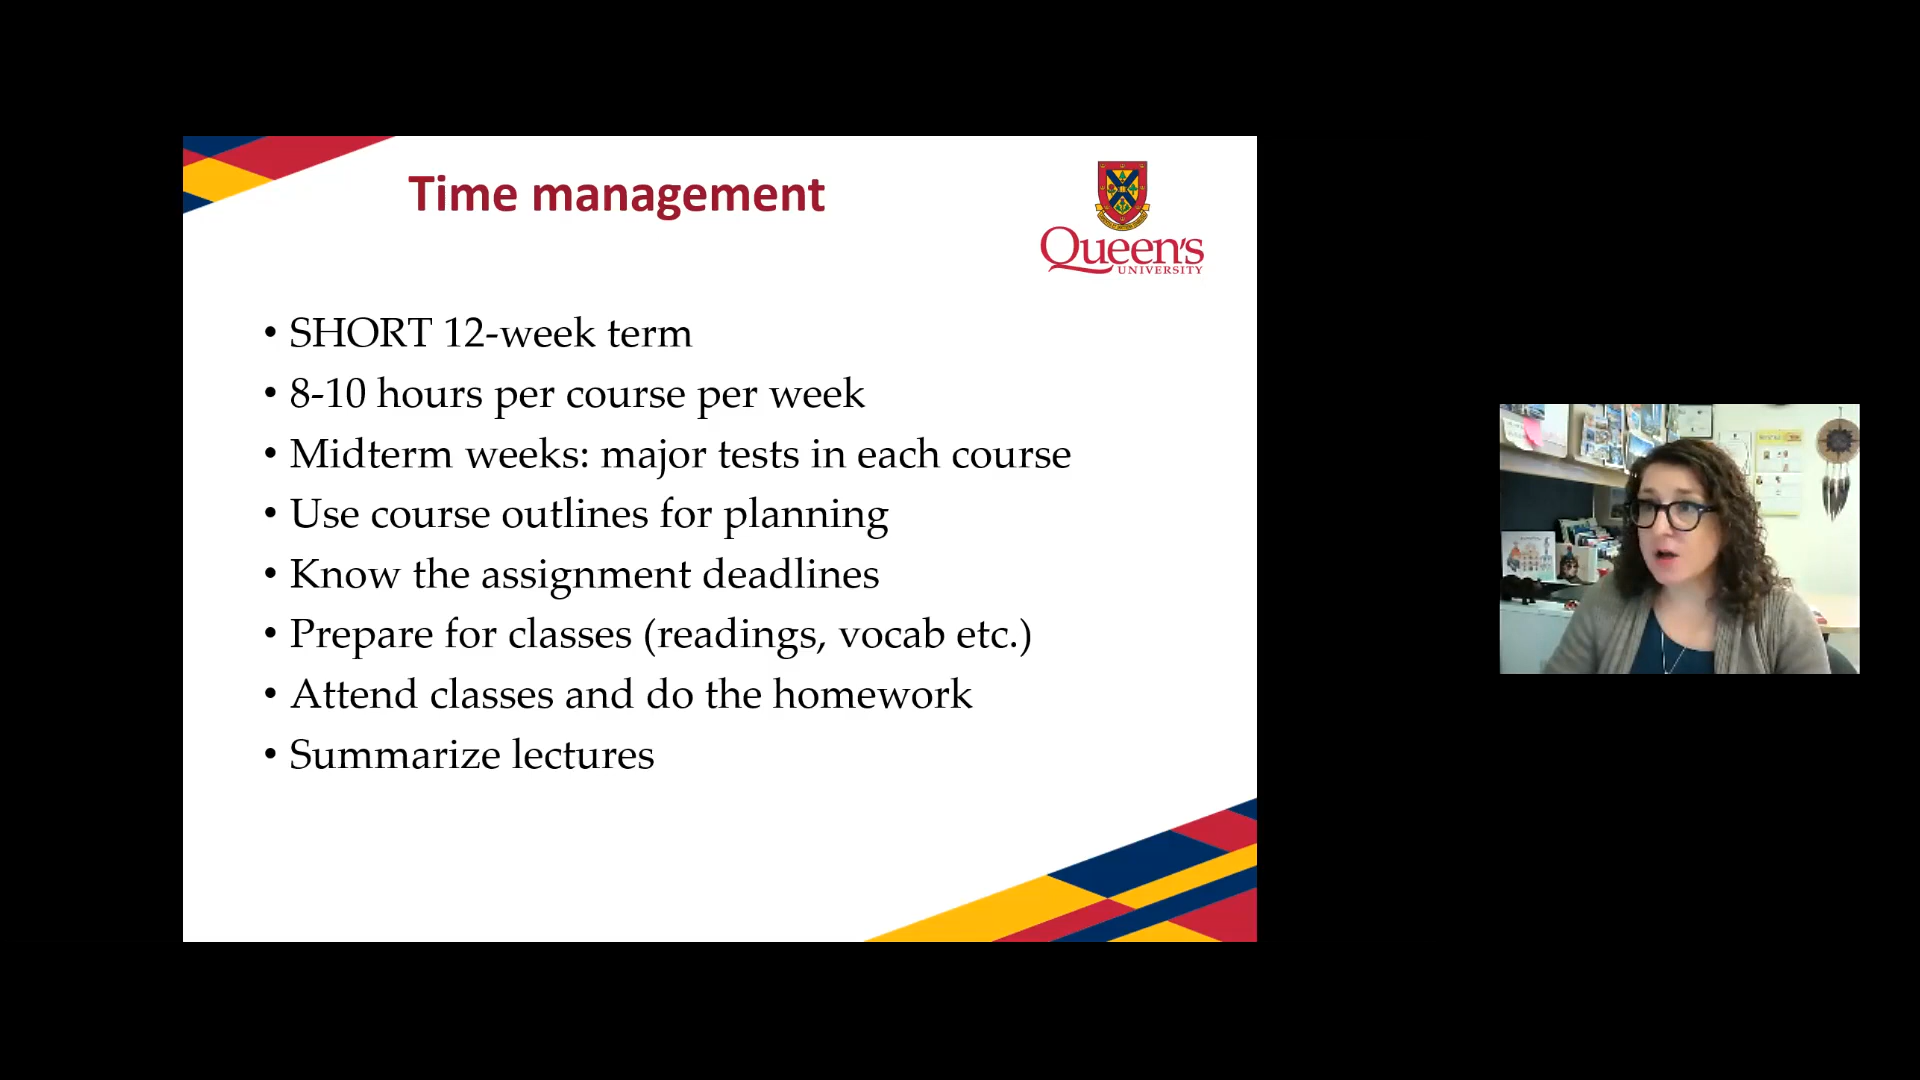 Time management
Queen's
UNIVERSITY
• SHORT 12-week term
• 8-10 hours per course per week
• Midterm weeks: major tests in each course
• Use course outlines for planning
• Know the assignment deadlines
• Prepare for classes (readings, vocab etc.)
• Attend classes and do the homework
• Summarize lectures